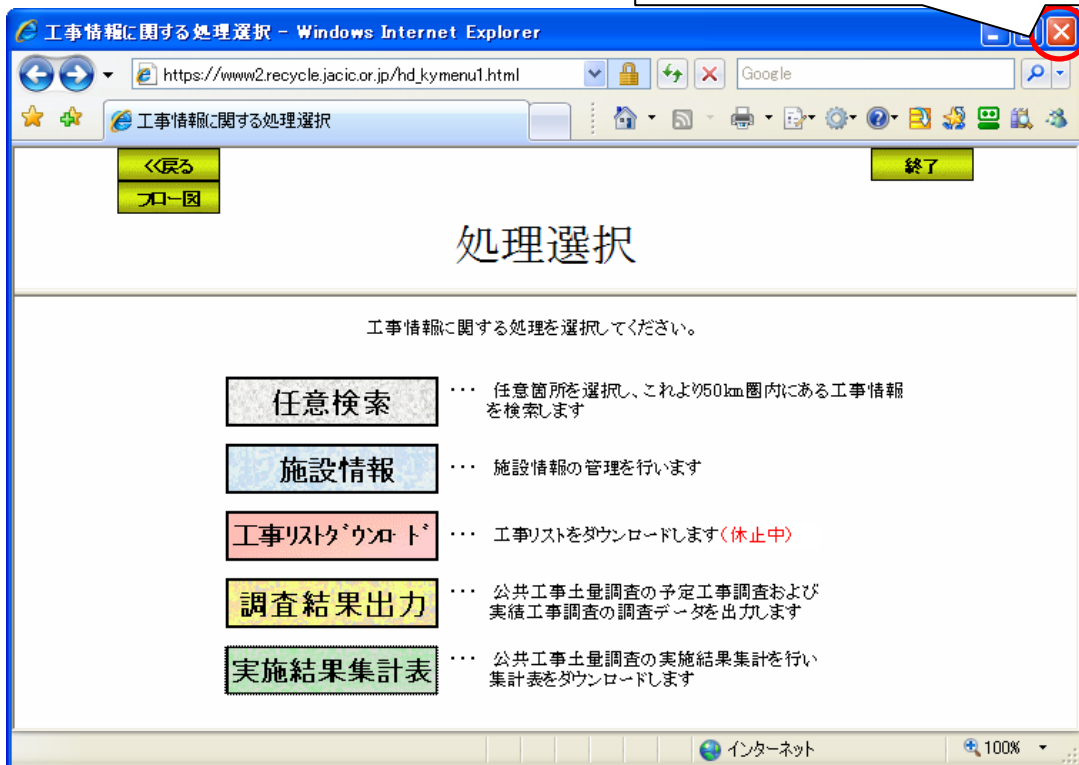 工事情報に関する処理選択 - Windows Internet Explorer
https://www2.recycle.jacic.or.jp/hd_kymenu1.html
Google
工事情報に関する処理選択
<<戻る
終了
フロー図
処理選択
工事情報に関する処理を選択してください。
任意検索
・・・ 任意箇所を選択し、これより50km圏内にある工事情報
を検索します
施設情報
・・・ 施設情報の管理を行います
工事リストダウンロード
・・・ 工事リストをダウンロードします(休止中)
調査結果出力
・・・ 公共工事土量調査の予定工事調査および
実績工事調査の調査データを出力します
実施結果集計表
・・・ 公共工事土量調査の実施結果集計を行い
集計表をダウンロードします
インターネット
100%